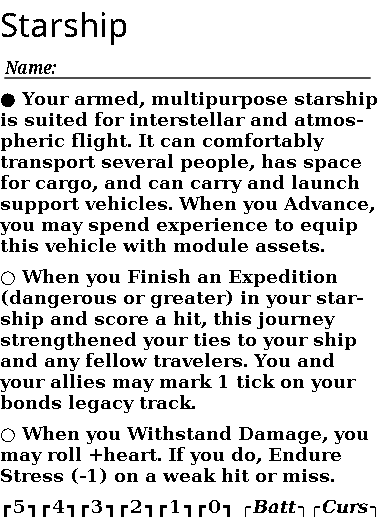 Starship
Name:
● Your armed, multipurpose starship
is suited for interstellar and atmos-
pheric flight. It can comfortably
transport several people, has space
for cargo, and can carry and launch
support vehicles. When you Advance,
you may spend experience to equip
this vehicle with module assets.
○ When you Finish an Expedition
(dangerous or greater) in your star-
ship and score a hit, this journey
strengthened your ties to your ship
and any fellow travelers. You and
your allies may mark 1 tick on your
bonds legacy track.
○ When you Withstand Damage, you
may roll +heart. If you do, Endure
Stress (-1) on a weak hit or miss.
┏5┓┏4┓┏3┓┏2┓┏1┓┏0┓ ┌Batt┐┌Curs┐